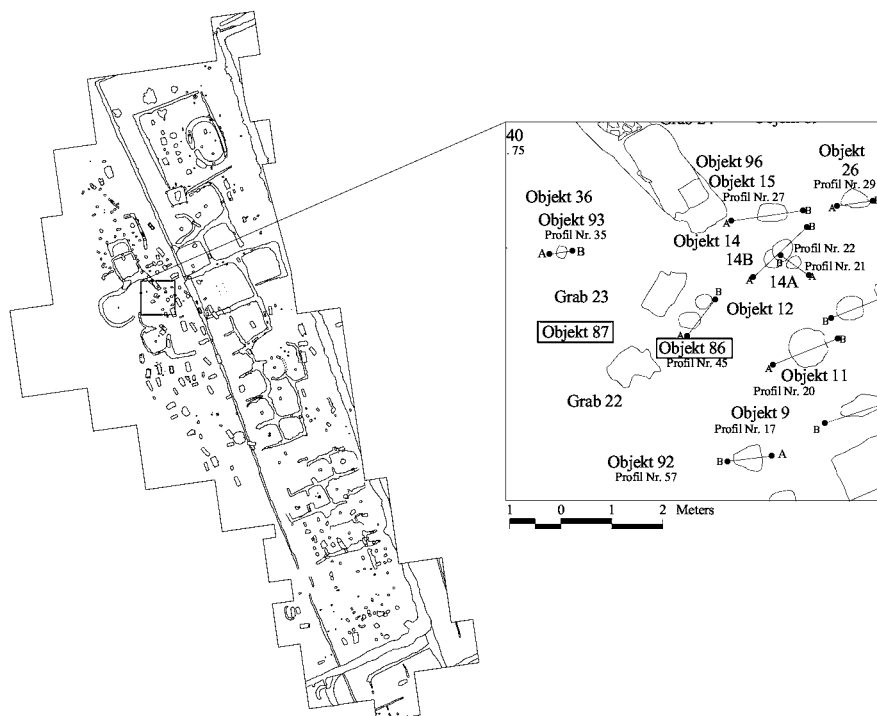 40
.75
Objekt 96
Objekt
26
Profil Nr. 29
Objekt 15
Profil Nr. 27
A
B
A
B
Objekt 36
Objekt 93
Profil Nr. 35
A
B
Objekt 14
14B
B
Profil Nr. 22
Profil Nr. 21
A
14A
A
Grab 23
B
Objekt 12
B
Objekt 87
A
Objekt 86
Profil Nr. 45
B
A
Objekt 11
Profil Nr. 20
Grab 22
Objekt 9
Profil Nr. 17
B
Objekt 92
Profil Nr. 57
B
A
1 0 1 2 Meters